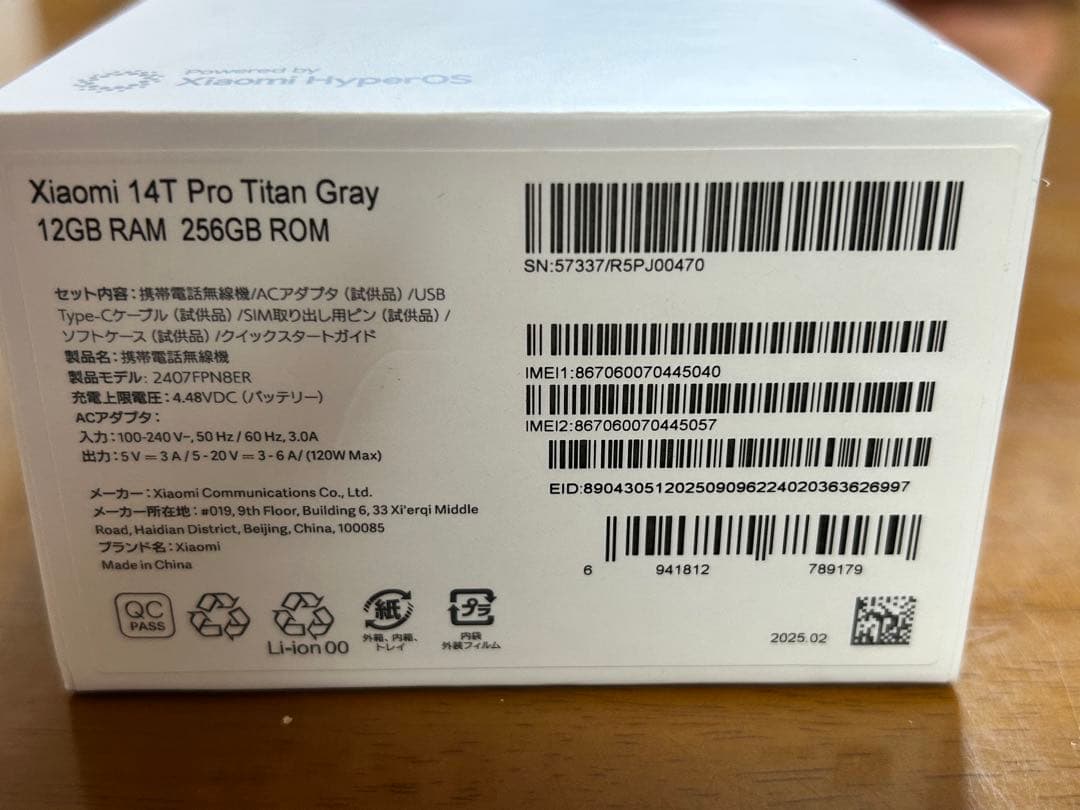 Powered by
Xiaomi HyperOS
Xiaomi 14T Pro Titan Gray
12GB RAM 256GB ROM
セット内容：携帯電話無線機/ACアダプタ（試供品）/USB
Type-Cケーブル（試供品）/SIM取り出し用ピン（試供品）/
ソフトケース（試供品）/クイックスタートガイド
製品名：携帯電話無線機
製品モデル：2407FPN8ER
充電上限電圧：4.48VDC（バッテリー）
ACアダプタ：
入力：100-240 V~, 50 Hz / 60 Hz, 3.0A
出力：5 V ⎓ 3 A / 5 - 20 V ⎓ 3 - 6 A/ (120W Max)
メーカー：Xiaomi Communications Co., Ltd.
メーカー所在地：#019, 9th Floor, Building 6, 33 Xi'erqi Middle
Road, Haidian District, Beijing, China, 100085
ブランド名：Xiaomi
Made in China
QC
PASS
Li-ion 00
紙
外箱、内箱、
トレイ
プラ
内袋
外装フィルム
SN:57337/R5PJ00470
IMEI1:867060070445040
IMEI2:867060070445057
EID:89043051202509096224020363626997
6 941812 789179
2025.02